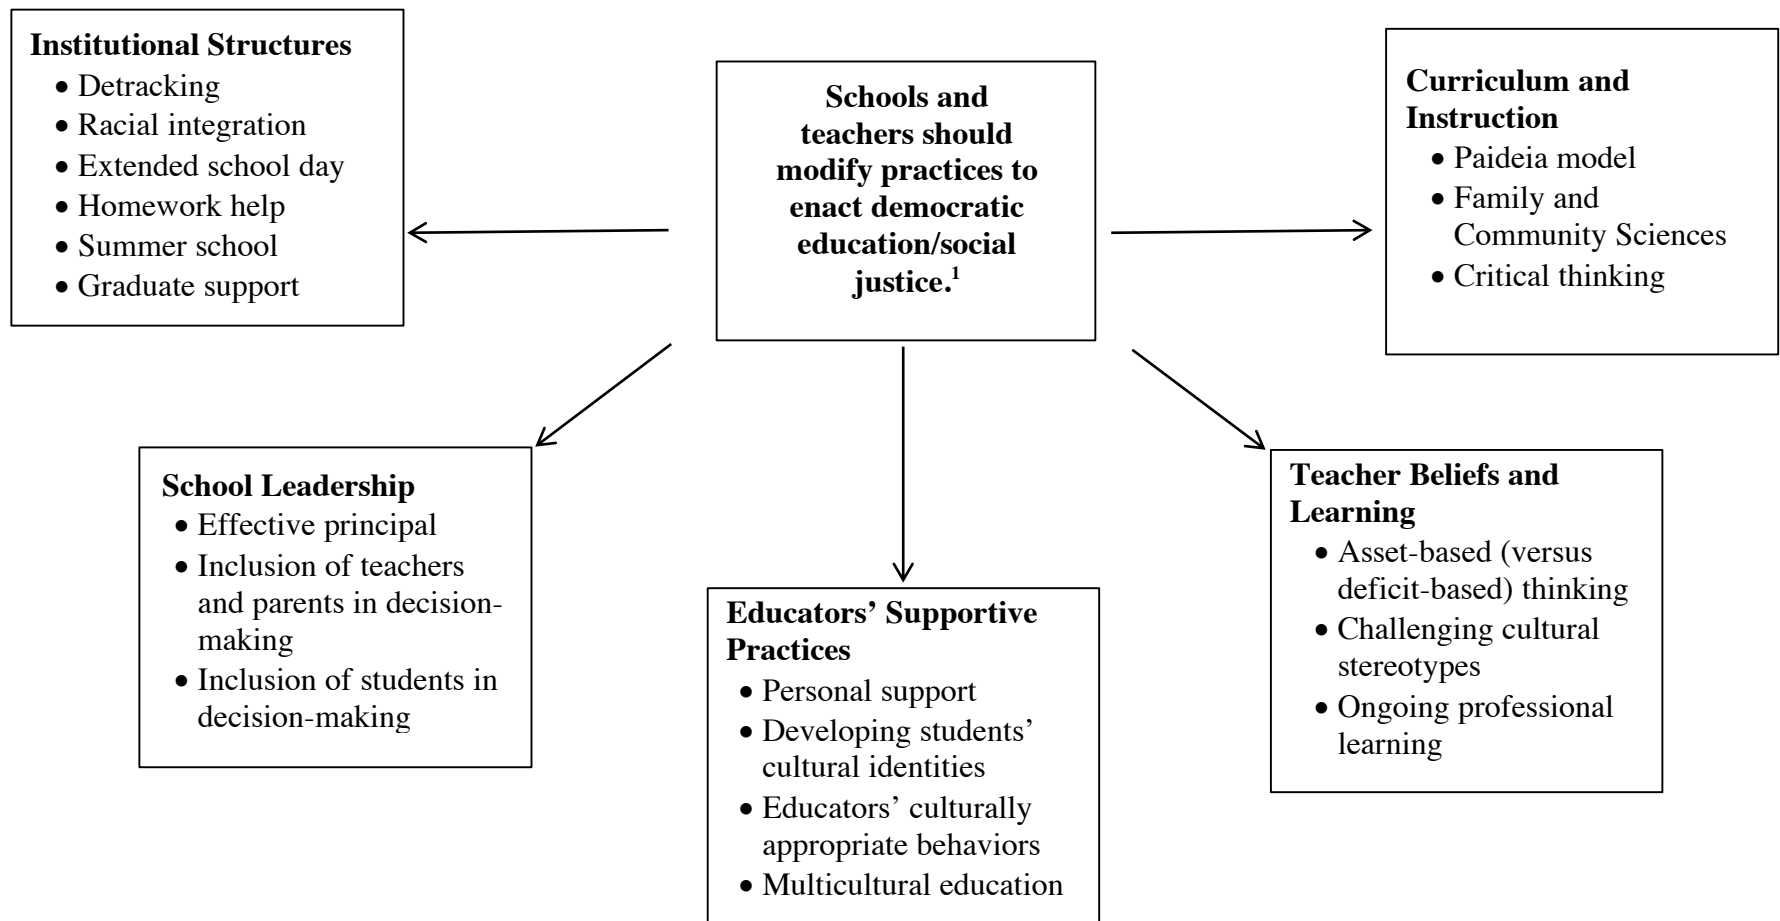 Institutional Structures
• Detracking
• Racial integration
• Extended school day
• Homework help
• Summer school
• Graduate support
Schools and
teachers should
modify practices to
enact democratic
education/social
justice.¹
Curriculum and
Instruction
• Paideia model
• Family and
Community Sciences
• Critical thinking
School Leadership
• Effective principal
• Inclusion of teachers
and parents in decision-
making
• Inclusion of students in
decision-making
Educators’ Supportive
Practices
• Personal support
• Developing students’
cultural identities
• Educators’ culturally
appropriate behaviors
• Multicultural education
Teacher Beliefs and
Learning
• Asset-based (versus
deficit-based) thinking
• Challenging cultural
stereotypes
• Ongoing professional
learning